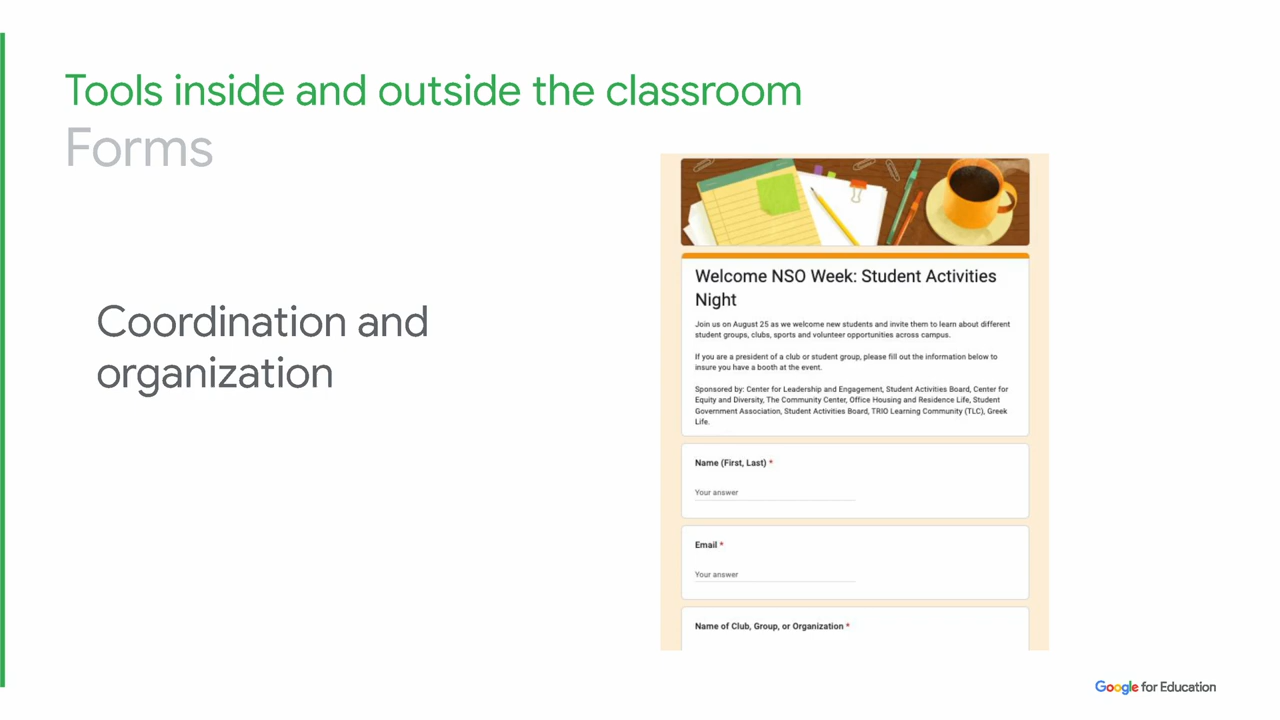 Tools inside and outside the classroom
Forms
Coordination and
organization
Welcome NSO Week: Student Activities
Night
Join us on August 25 as we welcome new students and invite them to learn about different
student groups, clubs, sports and volunteer opportunities across campus.
If you are a president of a club or student group, please fill out the information below to
insure you have a booth at the event.
Sponsored by: Center for Leadership and Engagement, Student Activities Board, Center for
Equity and Diversity, The Community Center, Office Housing and Residence Life, Student
Government Association, Student Activities Board, TRIO Learning Community (TLC), Greek
Life.
Name (First, Last) *
Your answer
Email *
Your answer
Name of Club, Group, or Organization *
Google for Education